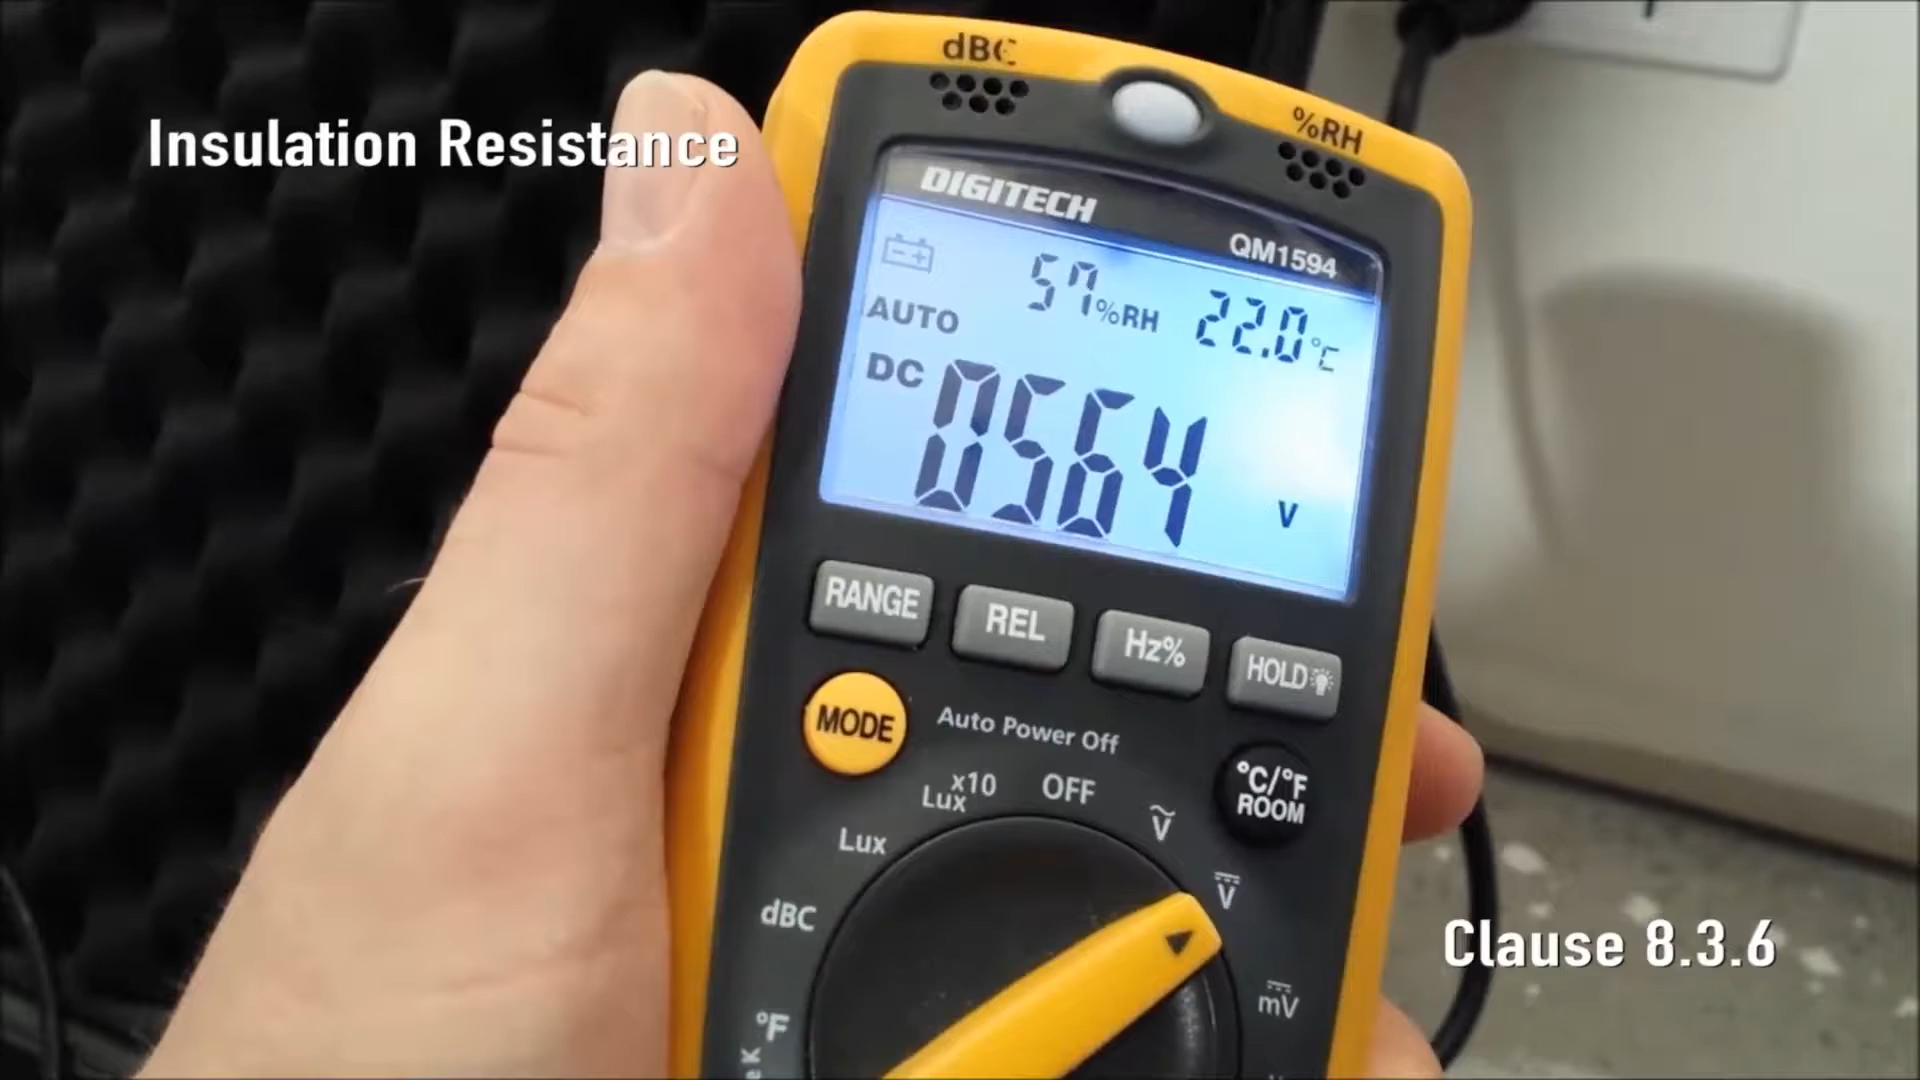 dBC
%RH
Insulation Resistance
DIGITECH
QM1594
57%RH 22.0°C
AUTO
DC 0564 V
RANGE REL Hz% HOLD
MODE Auto Power Off °C/°F ROOM
x10 Lux OFF V
Lux V
dBC mV
Clause 8.3.6
°F